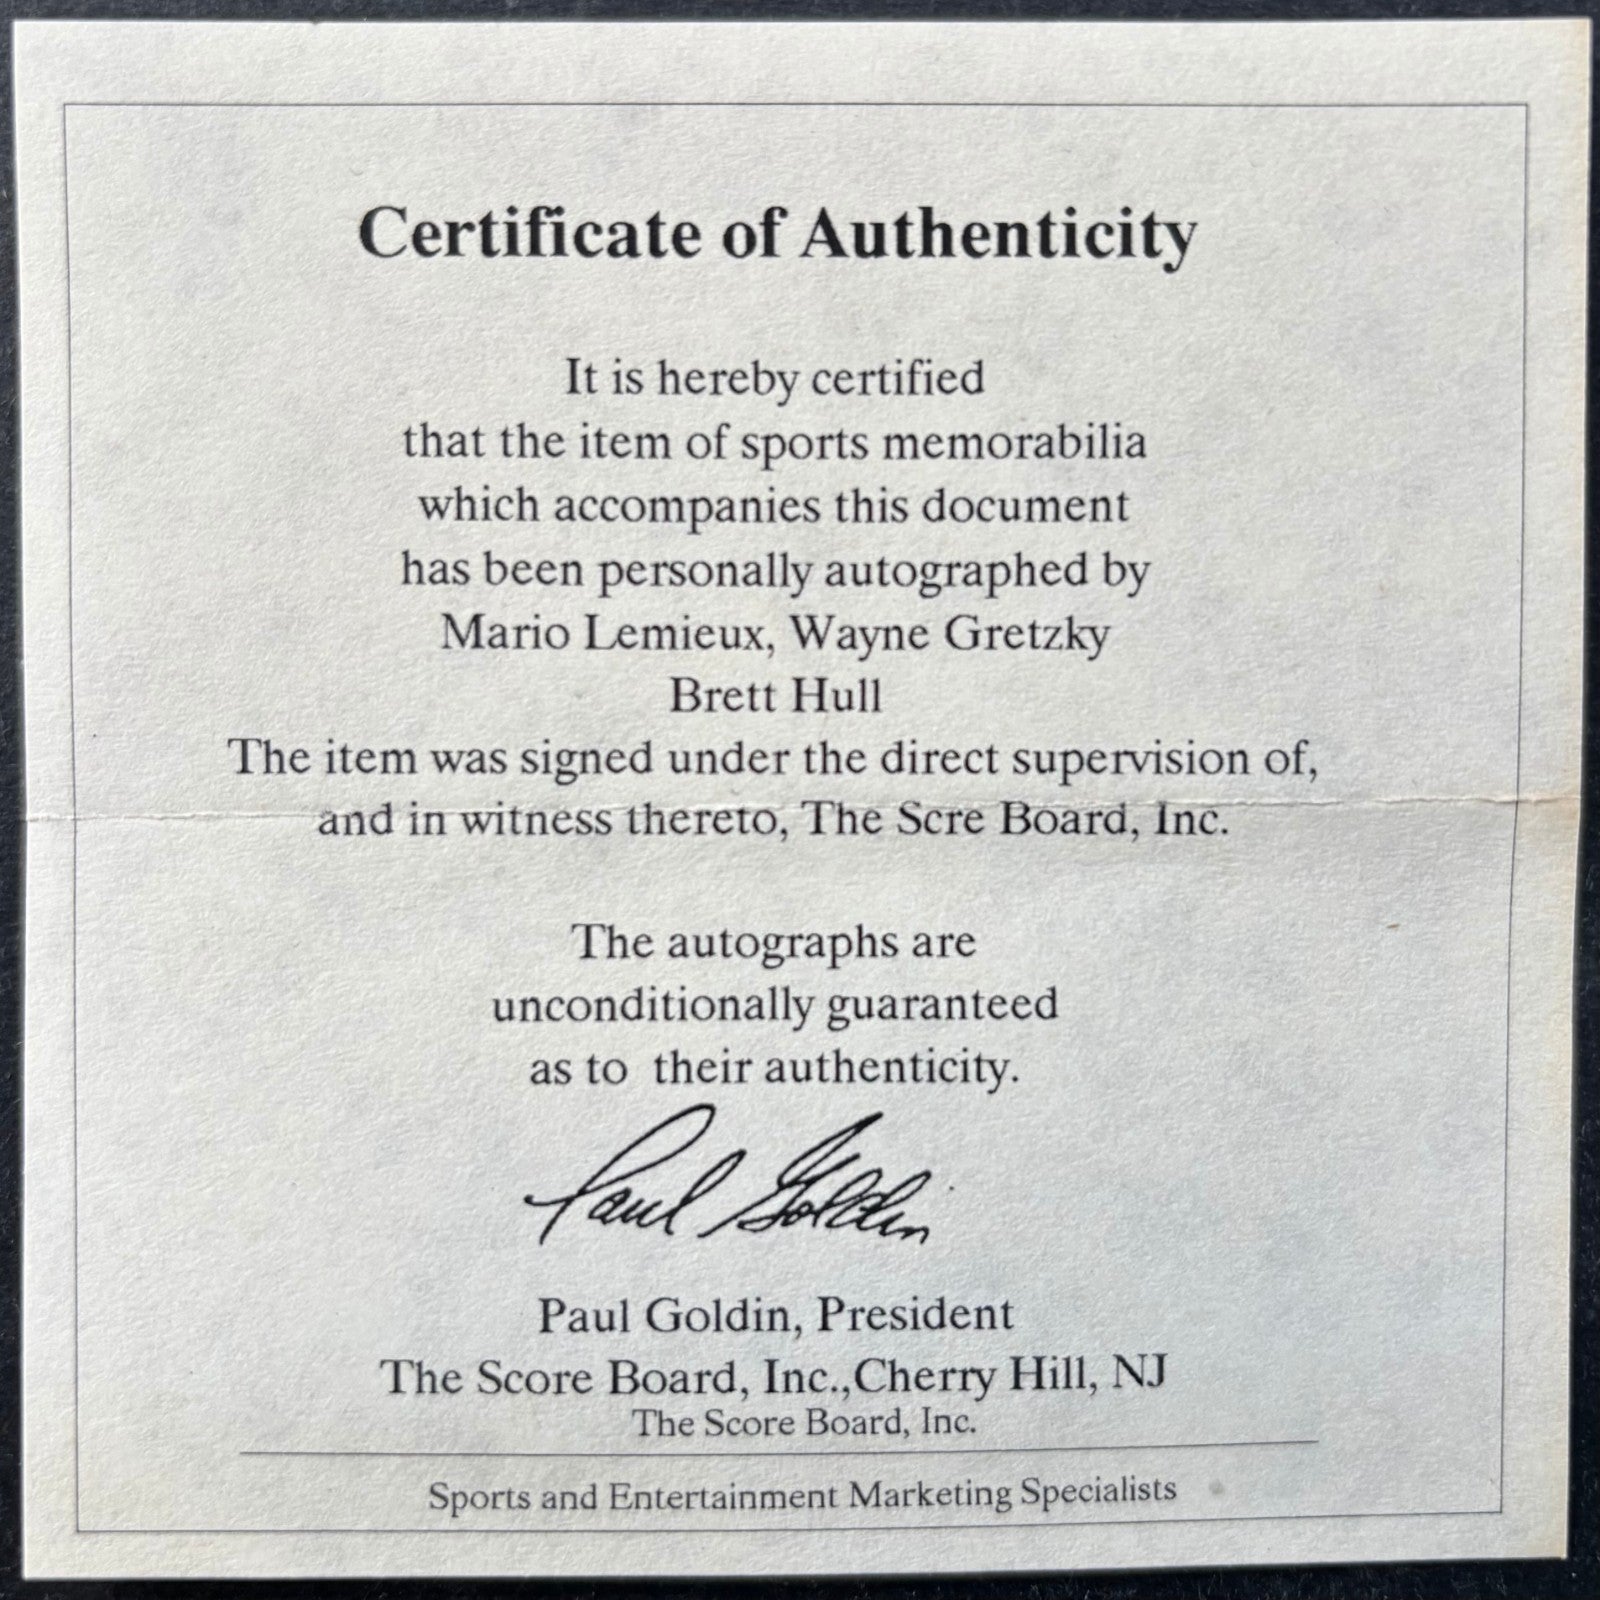 Certificate of Authenticity
It is hereby certified
that the item of sports memorabilia
which accompanies this document
has been personally autographed by
Mario Lemieux, Wayne Gretzky
Brett Hull
The item was signed under the direct supervision of,
and in witness thereto, The Scre Board, Inc.
The autographs are
unconditionally guaranteed
as to  their authenticity.
Paul Goldin
Paul Goldin, President
The Score Board, Inc.,Cherry Hill, NJ
The Score Board, Inc.
Sports and Entertainment Marketing Specialists